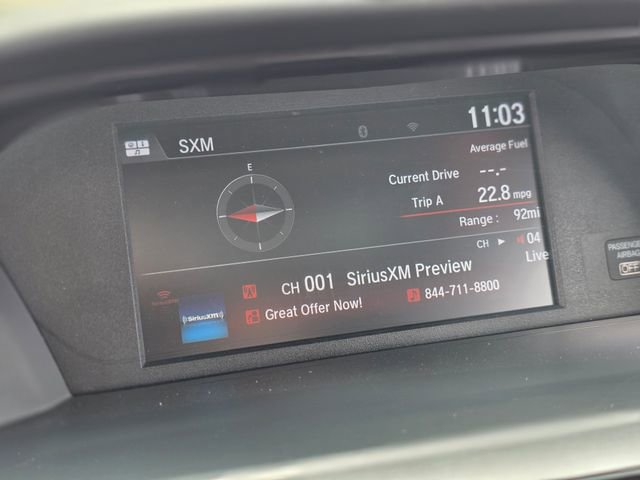 11:03
SXM
Average Fuel
E
Current Drive --.-
Trip A 22.8 mpg
Range : 92mi
CH 04
Live
CH 001 SiriusXM Preview
Great Offer Now! 844-711-8800
SiriusXM
((SiriusXM))
PASSENGER
AIRBAG
OFF